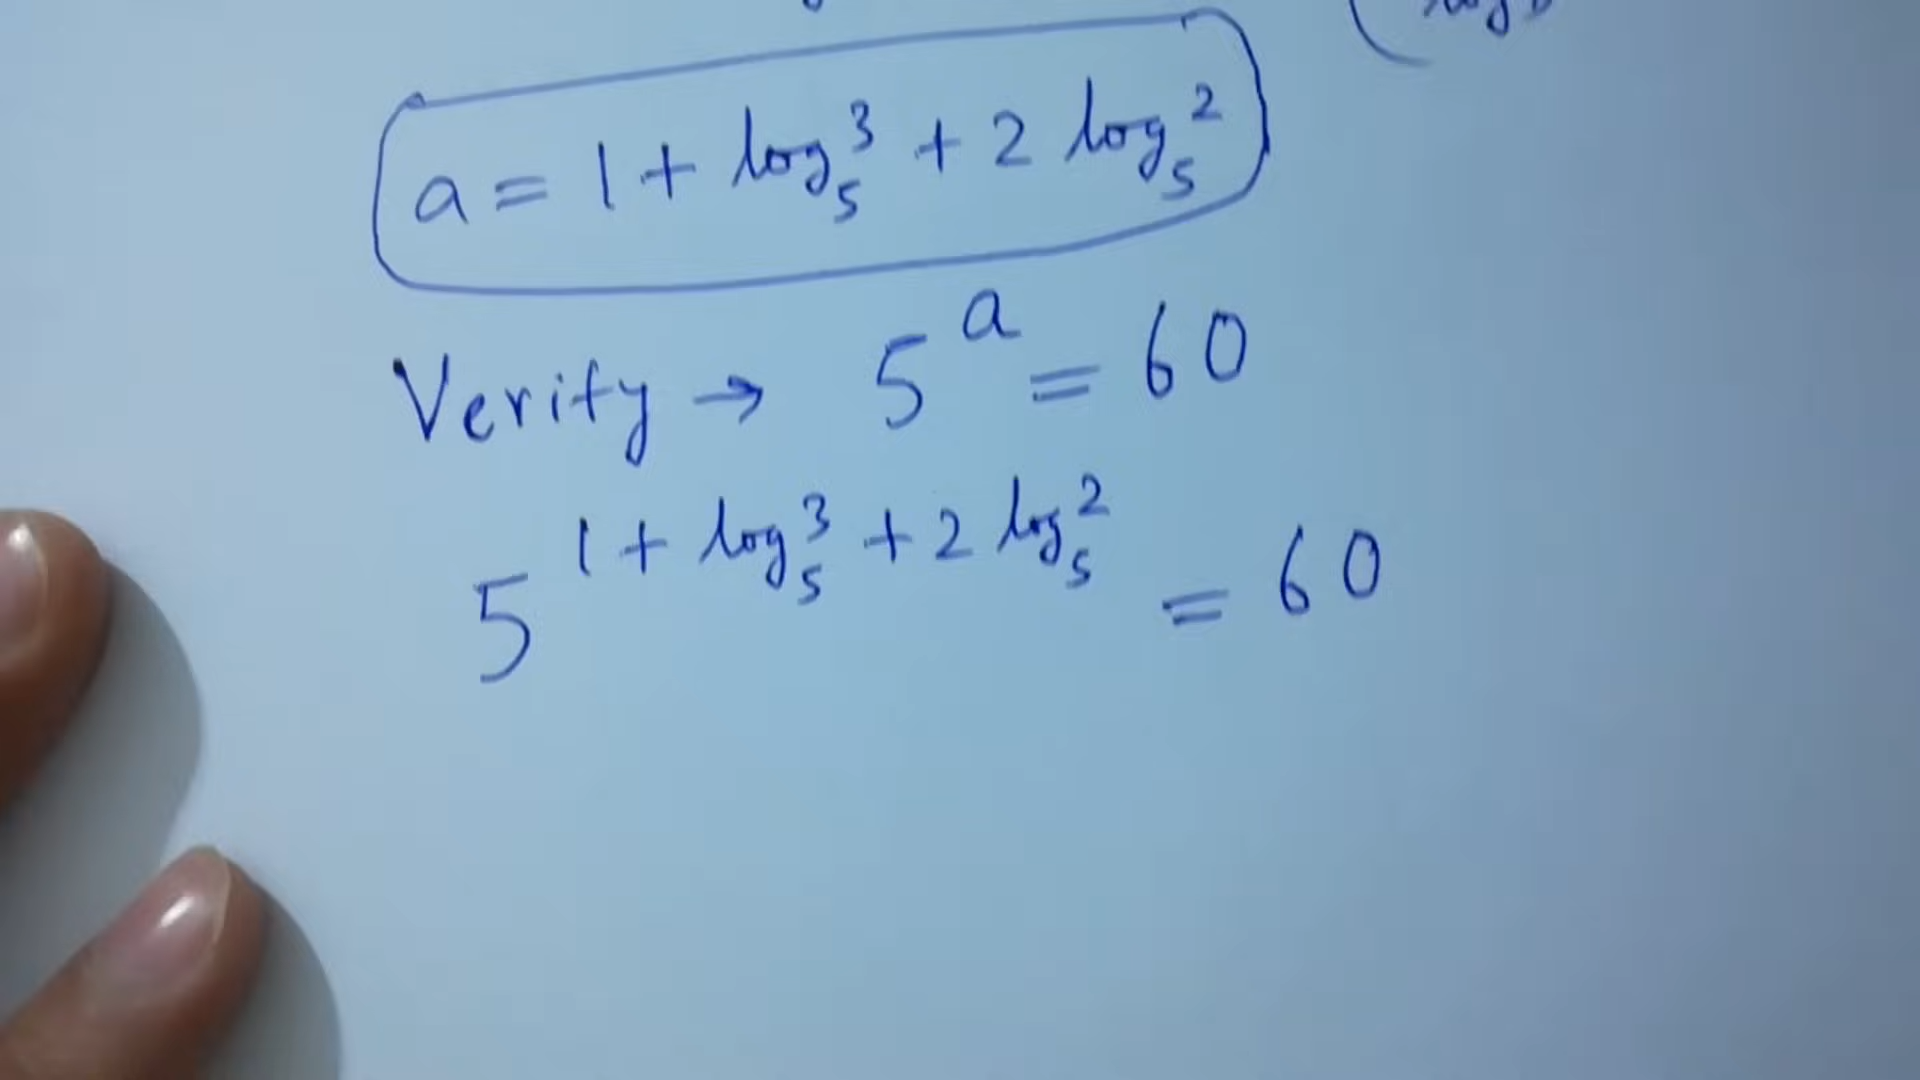 a = 1 + log₅3 + 2 log₅2
Verify → 5^a = 60
5^(1 + log₅3 + 2 log₅2) = 60